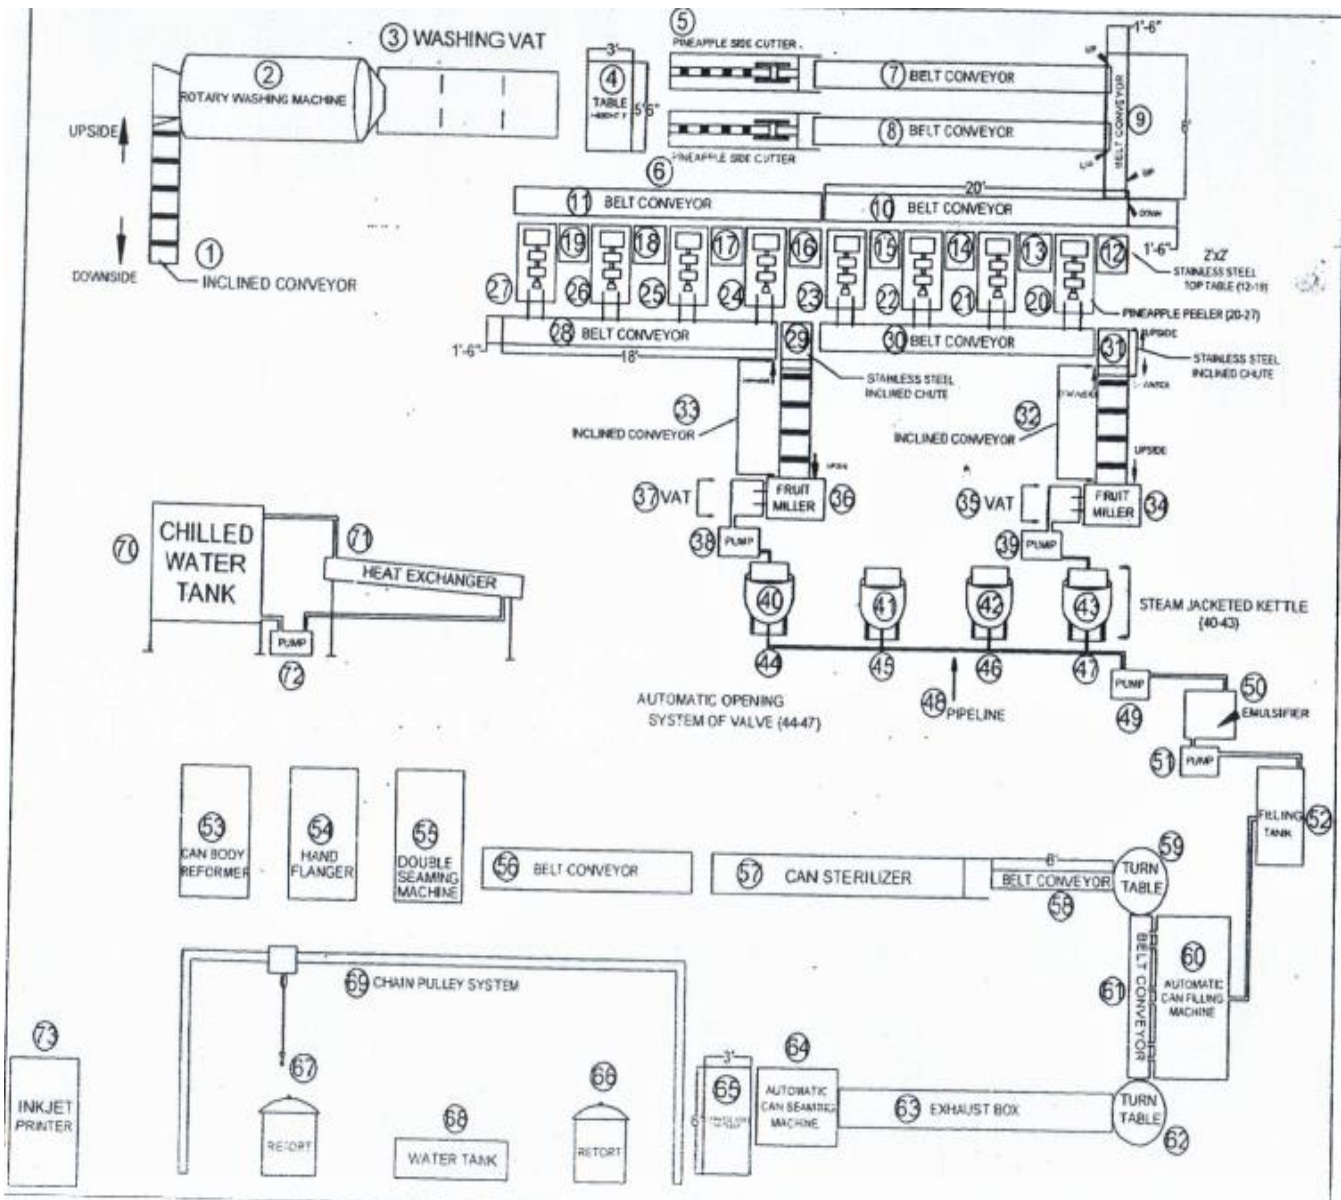 5
1'-6"
3 WASHING VAT
PINEAPPLE SIDE CUTTER
3'
UP
2
ROTARY WASHING MACHINE
4
TABLE
5'6"
7 BELT CONVEYOR
BELT CONVEYOR
9
8 BELT CONVEYOR
UPSIDE
PINEAPPLE SIDE CUTTER
6
UP
20'
11 BELT CONVEYOR
10 BELT CONVEYOR
DOWN
1
INCLINED CONVEYOR
DOWNSIDE
19
18
17
16
15
14
13
12
1'-6"
2'x2'
STAINLESS STEEL
TOP TABLE (12-19)
27
26
25
24
23
22
21
20
PINEAPPLE PEELER (20-27)
28 BELT CONVEYOR
29
30 BELT CONVEYOR
31
UPSIDE
1'-6"
18'
STAINLESS STEEL
INCLINED CHUTE
STAINLESS STEEL
INCLINED CHUTE
33
INCLINED CONVEYOR
32
INCLINED CONVEYOR
UPSIDE
37 VAT
FRUIT
MILLER
36
35 VAT
FRUIT
MILLER
34
38 PUMP
39 PUMP
70
CHILLED
WATER
TANK
71
HEAT EXCHANGER
PUMP
72
40
41
42
43
STEAM JACKETED KETTLE
(40-43)
44
45
46
47
AUTOMATIC OPENING
SYSTEM OF VALVE (44-47)
48 PIPELINE
PUMP
49
50
EMULSIFIER
51 PUMP
FILLING
TANK
52
53
CAN BODY
REFORMER
54
HAND
FLANGER
55
DOUBLE
SEAMING
MACHINE
56 BELT CONVEYOR
57 CAN STERILIZER
BELT CONVEYOR
58
59
TURN
TABLE
60
AUTOMATIC
CAN FILLING
MACHINE
61
BELT CONVEYOR
69 CHAIN PULLEY SYSTEM
73
INKJET
PRINTER
67
RETORT
68
WATER TANK
66
RETORT
3'
65
64
AUTOMATIC
CAN SEAMING
MACHINE
63 EXHAUST BOX
TURN
TABLE
62